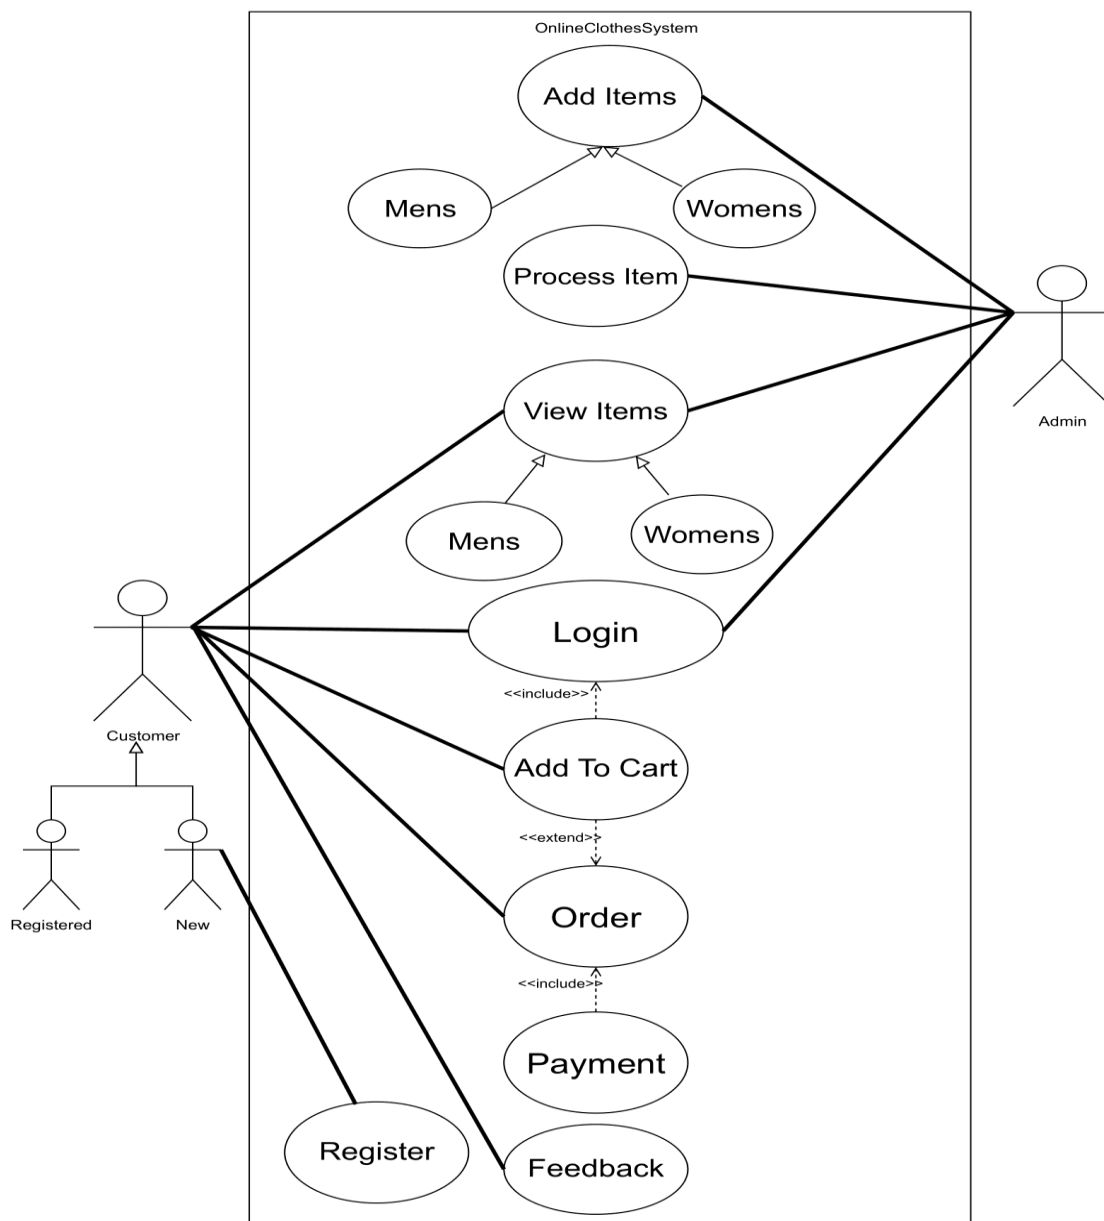 OnlineClothesSystem
Add Items
Mens
Womens
Process Item
View Items
Admin
Mens
Womens
Login
<<include>>
Customer
Add To Cart
<<extend>>
Registered
New
Order
<<include>>
Payment
Register
Feedback